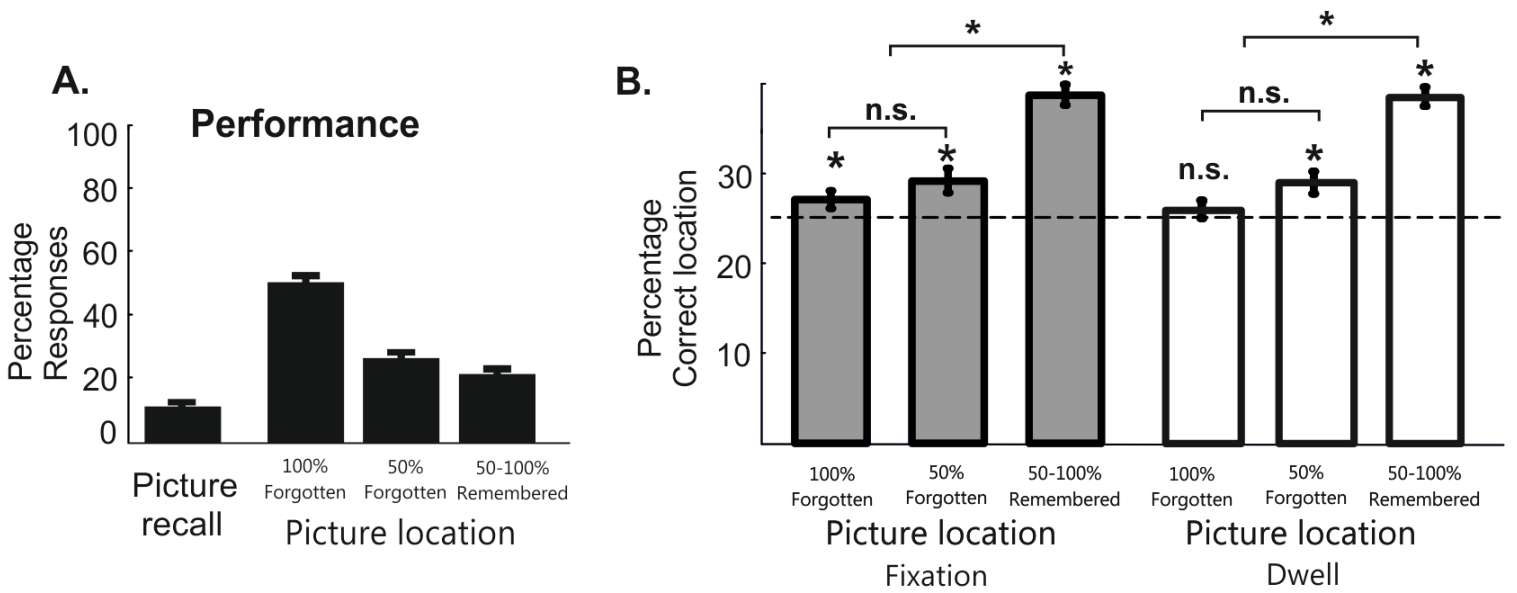 A.
Performance
Percentage
Responses
100
80
60
40
20
0
Picture
recall
100%
Forgotten
50%
Forgotten
50-100%
Remembered
Picture location
B.
Percentage
Correct location
30
20
10
*
n.s.
*
*
*
*
n.s.
n.s.
*
*
100%
Forgotten
50%
Forgotten
50-100%
Remembered
Picture location
Fixation
100%
Forgotten
50%
Forgotten
50-100%
Remembered
Picture location
Dwell